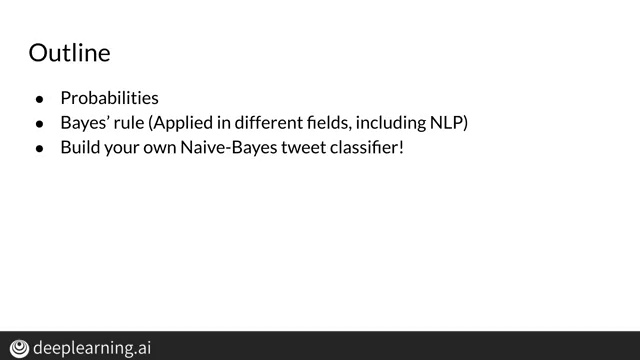 Outline
● Probabilities
● Bayes’ rule (Applied in different fields, including NLP)
● Build your own Naive-Bayes tweet classifier!
deeplearning.ai